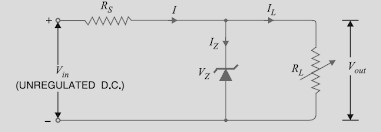 R_S
I
I_L
+
I_Z
V_in
(UNREGULATED D.C.)
V_Z
R_L
V_out
−